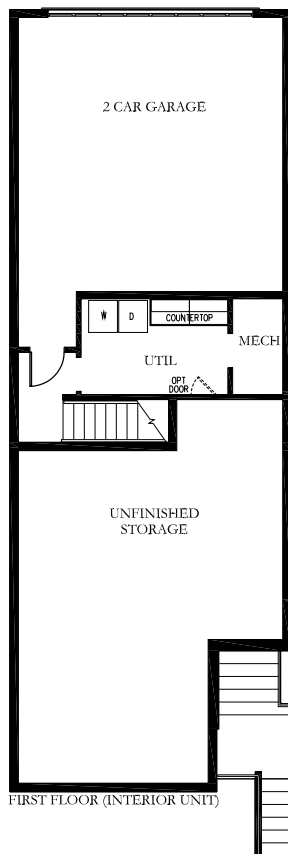 2 CAR GARAGE
W
D
COUNTERTOP
MECH
UTIL
OPT
DOOR
UNFINISHED
STORAGE
FIRST FLOOR (INTERIOR UNIT)